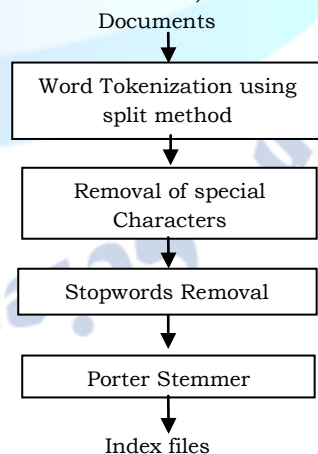 Documents
Word Tokenization using
split method
Removal of special
Characters
Stopwords Removal
Porter Stemmer
Index files